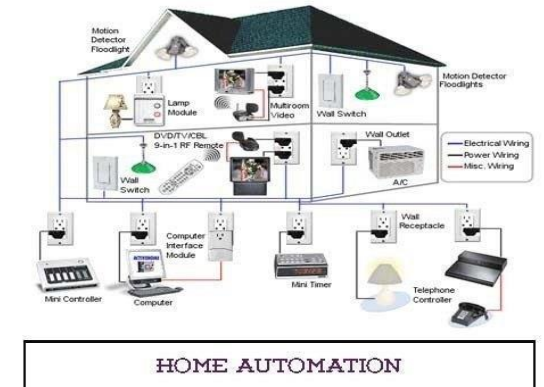 Motion
Detector
Floodlight
Motion Detector
Floodlights
Lamp
Module
Multiroom
Video
Wall Switch
DVD/TV/CBL
9-in-1 RF Remote
Wall Outlet
Electrical Wiring
Power Wiring
Misc. Wiring
Wall
Switch
A/C
Computer
Interface
Module
Wall
Receptacle
Mini Controller
Computer
Mini Timer
Telephone
Controller
HOME AUTOMATION